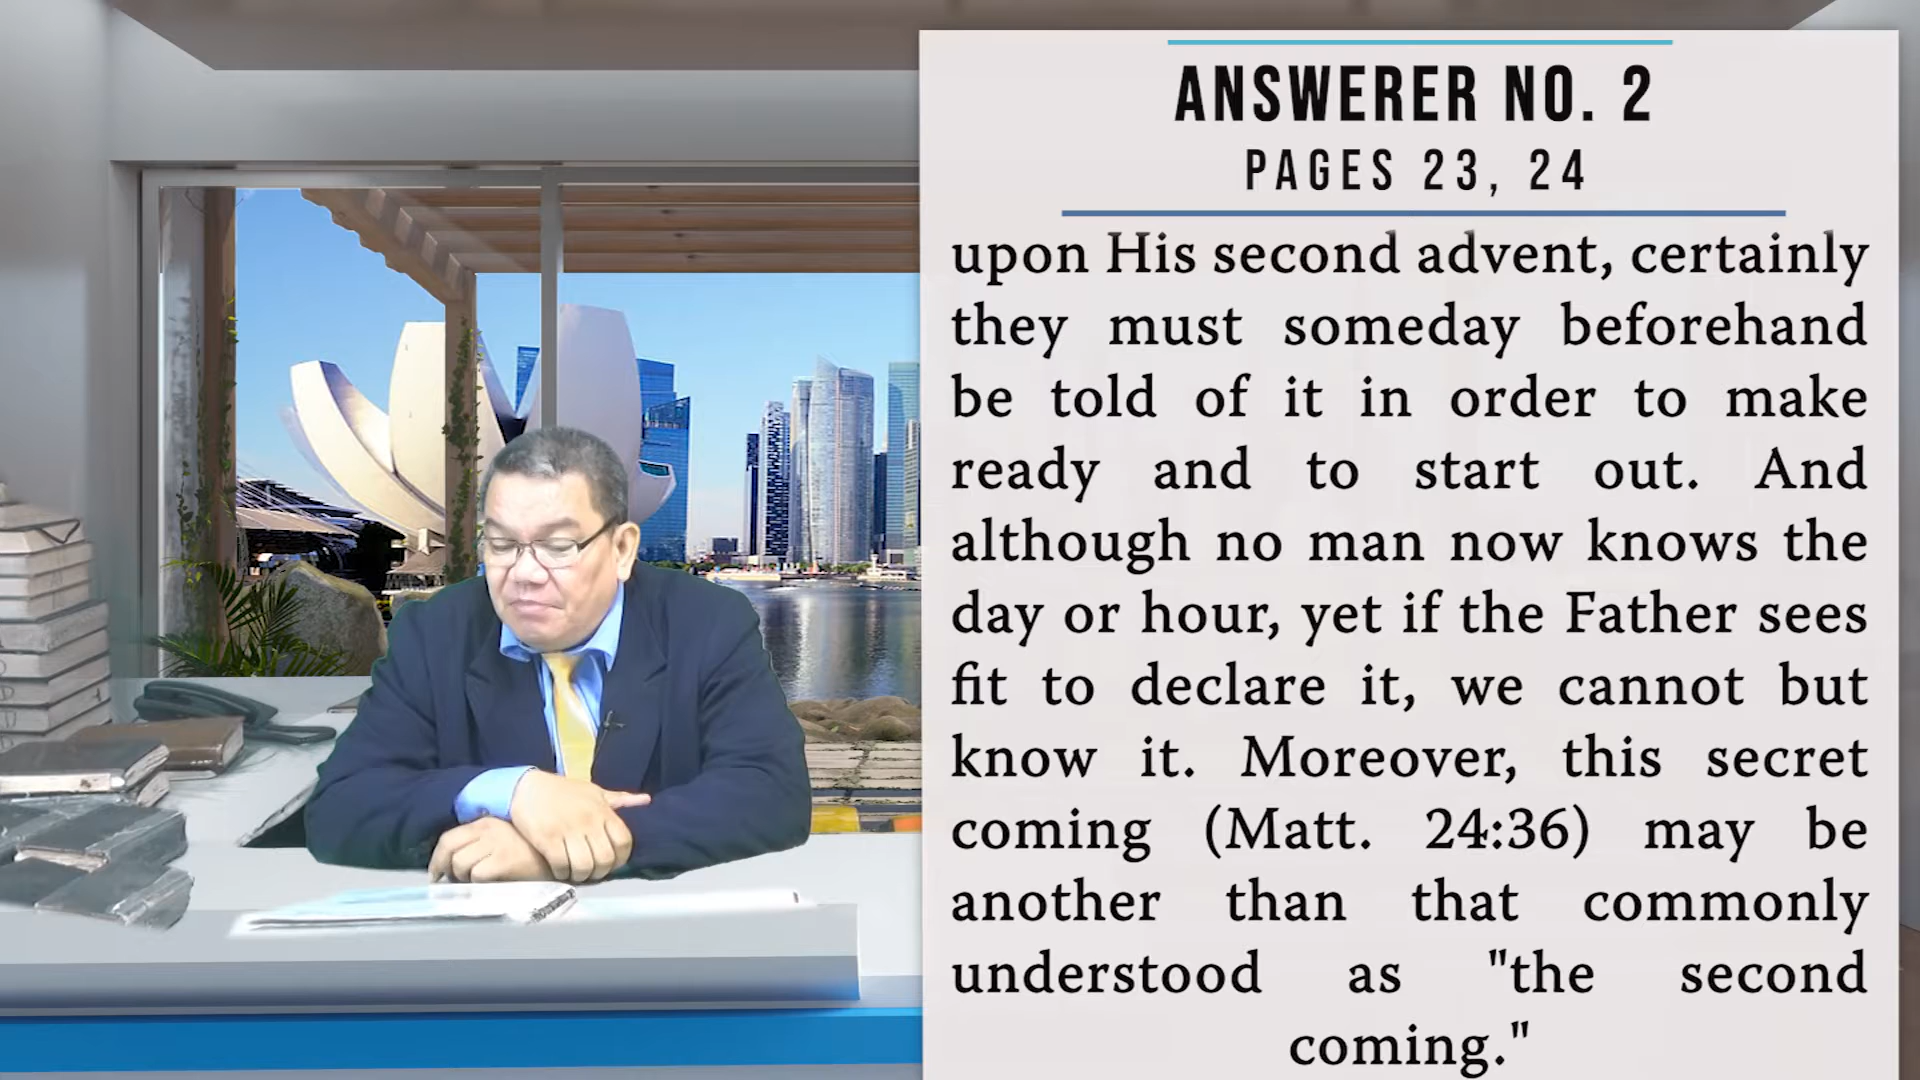 ANSWERER NO. 2
PAGES 23, 24
upon His second advent, certainly
they must someday beforehand
be told of it in order to make
ready and to start out. And
although no man now knows the
day or hour, yet if the Father sees
fit to declare it, we cannot but
know it. Moreover, this secret
coming (Matt. 24:36) may be
another than that commonly
understood as "the second
coming."